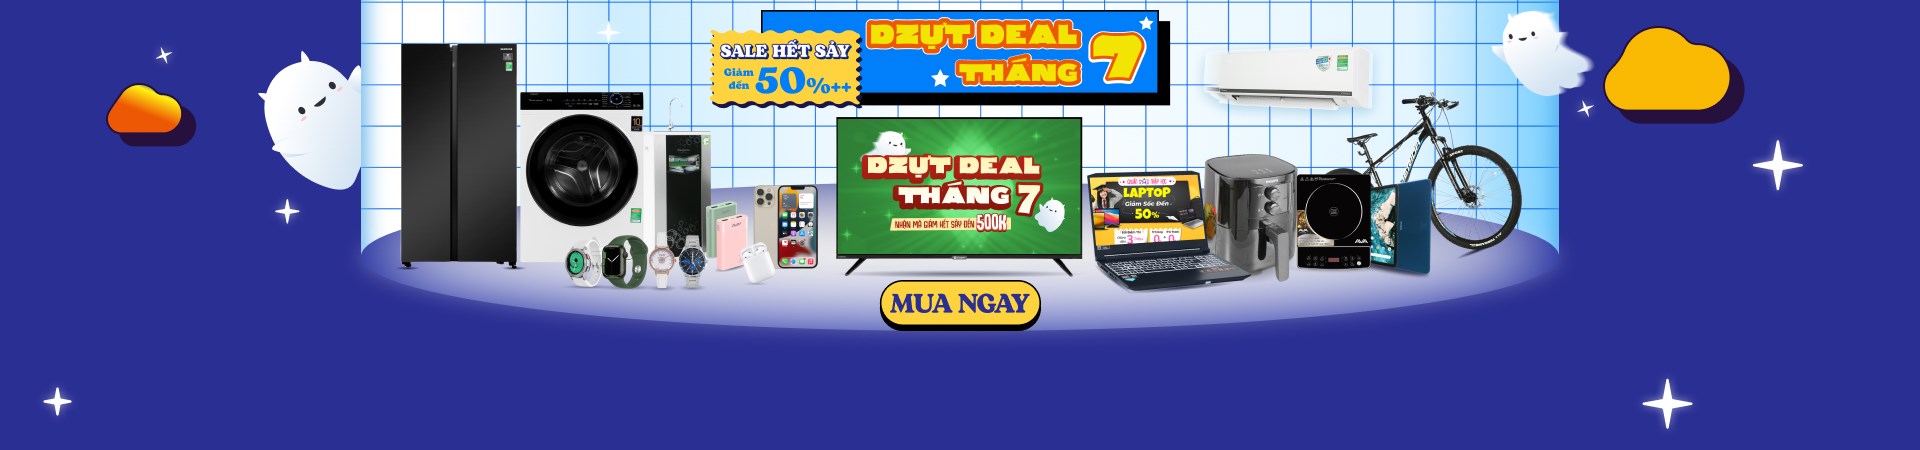 DZỰT DEAL
THÁNG 7
SALE HẾT SẢY
Giảm đến 50%++
DZỰT DEAL
THÁNG 7
NHẬN MÃ GIẢM HẾT SẢY ĐẾN 500K
LAPTOP
Giảm Sốc Đến
50%
AVA
MUA NGAY